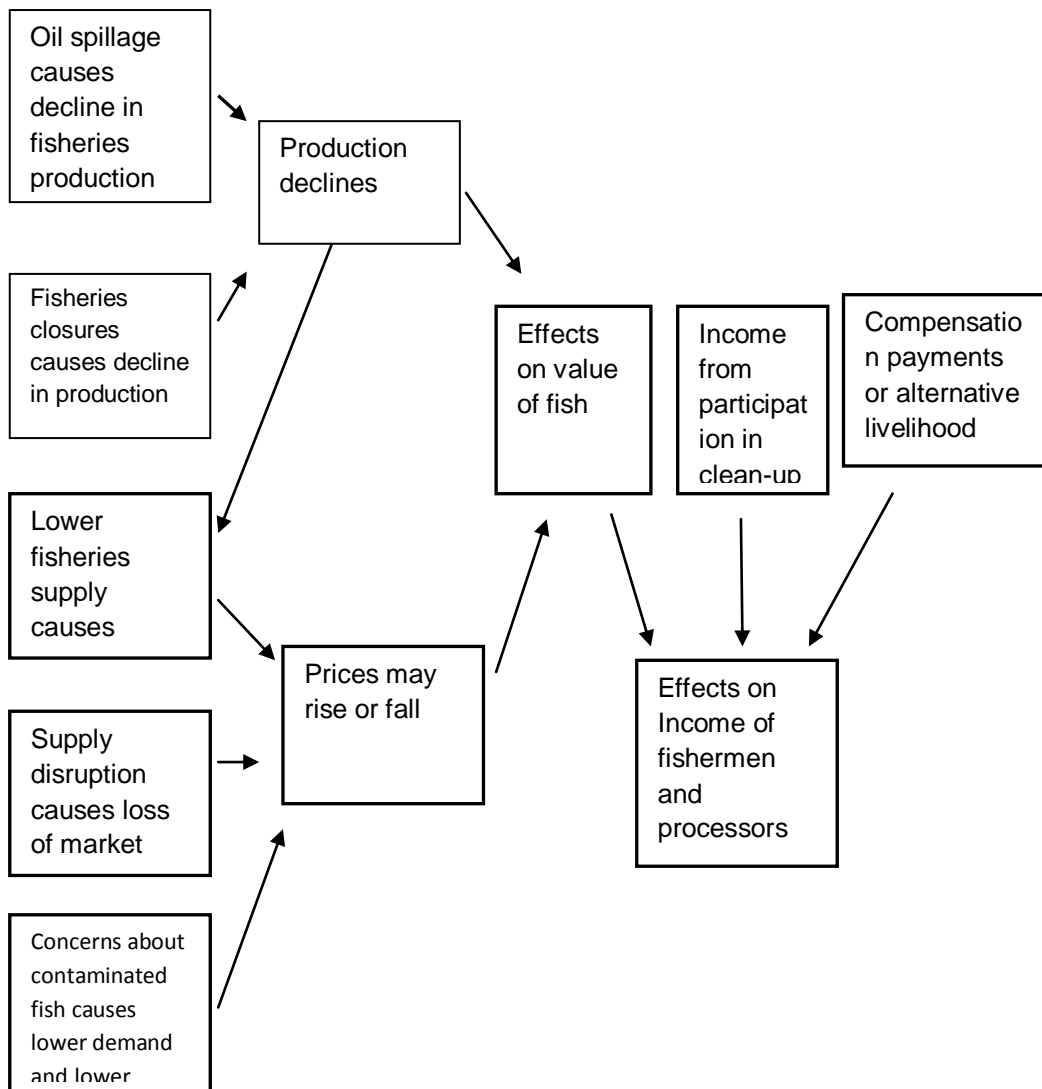 Oil spillage
causes
decline in
fisheries
production
Production
declines
Fisheries
closures
causes decline
in production
Effects
on value
of fish
Income
from
participat
ion in
clean-up
Compensatio
n payments
or alternative
livelihood
Lower
fisheries
supply
causes
Prices may
rise or fall
Effects on
Income of
fishermen
and
processors
Supply
disruption
causes loss
of market
Concerns about
contaminated
fish causes
lower demand
and lower